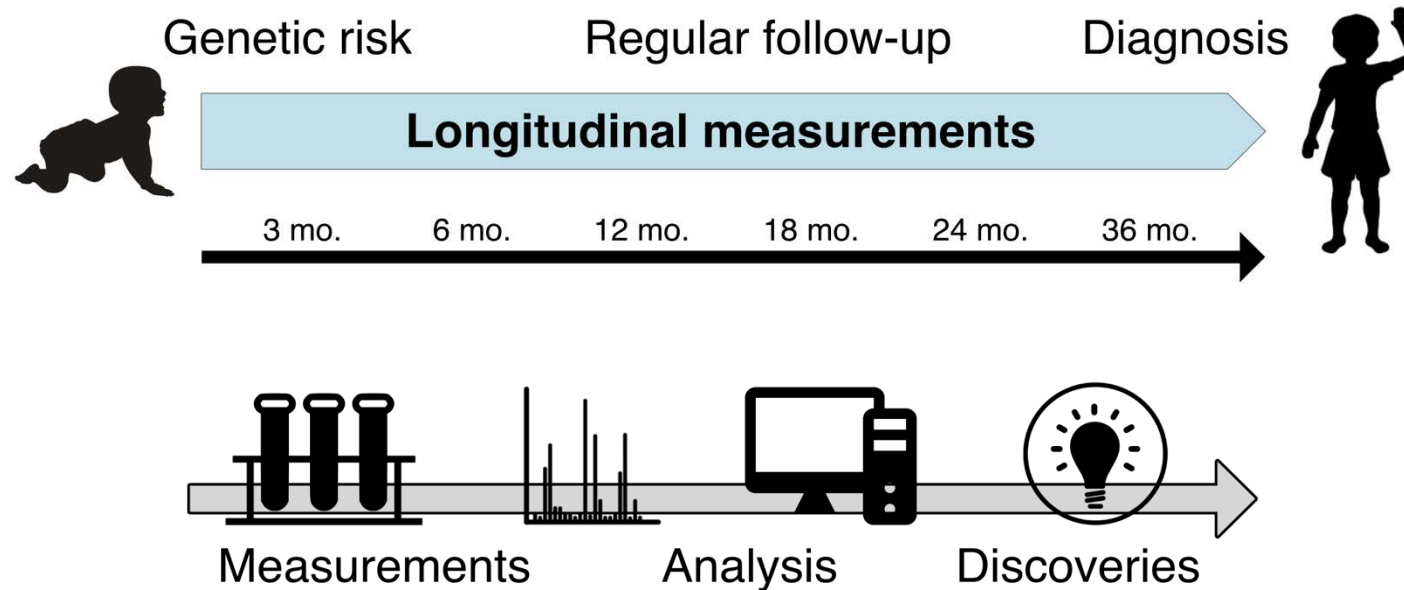 Genetic risk Regular follow-up Diagnosis
Longitudinal measurements
3 mo. 6 mo. 12 mo. 18 mo. 24 mo. 36 mo.
Measurements Analysis Discoveries